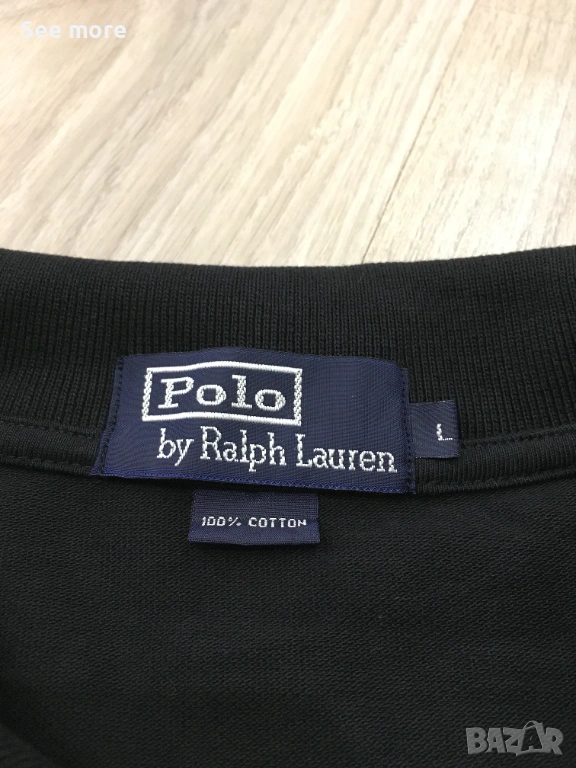 See more
Polo
by Ralph Lauren
L
100% COTTON
BAZAR